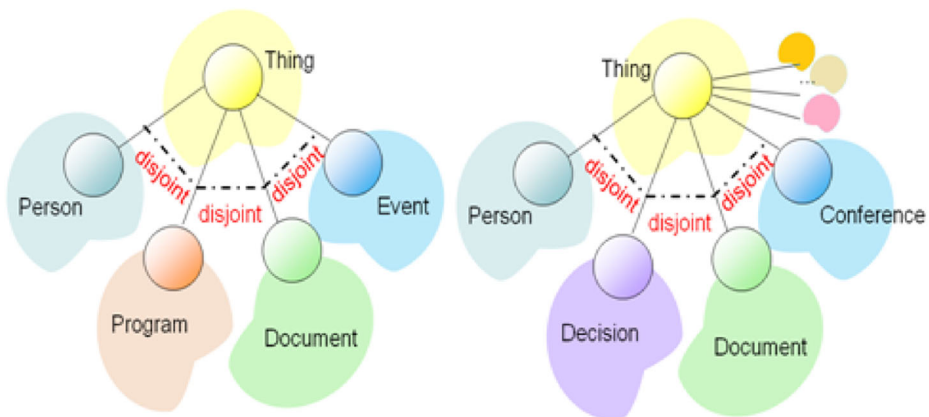 Thing
disjoint
disjoint
disjoint
Person
Event
Program
Document
Thing
...
disjoint
disjoint
disjoint
Person
Conference
Decision
Document